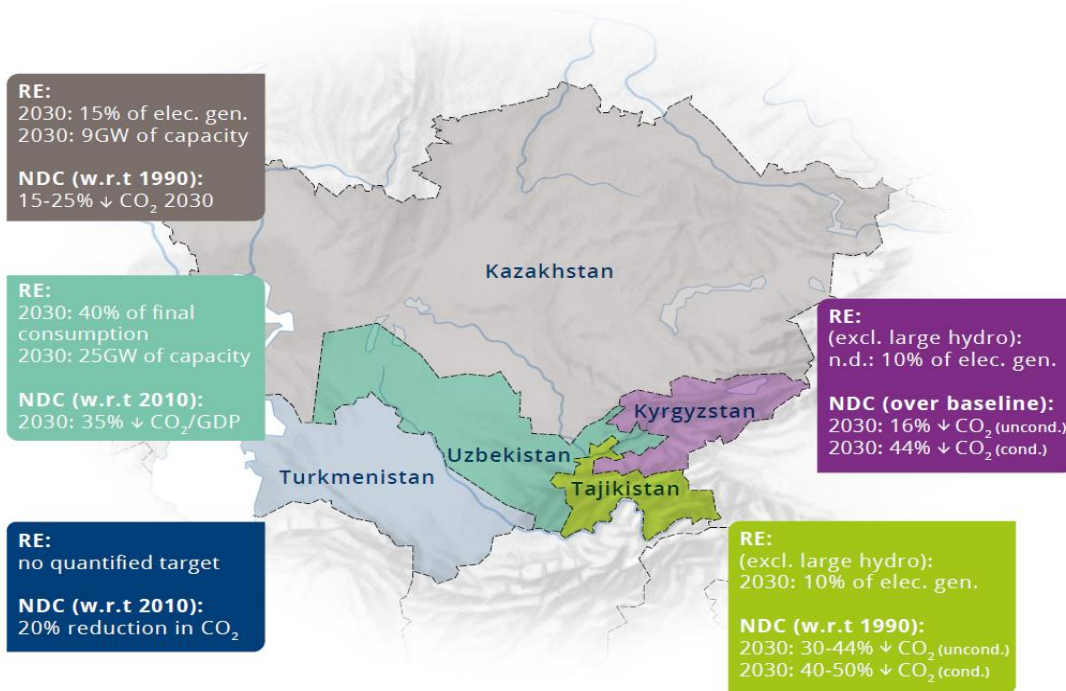 RE:
2030: 15% of elec. gen.
2030: 9GW of capacity
NDC (w.r.t 1990):
15-25% ↓ CO₂ 2030
Kazakhstan
RE:
2030: 40% of final
consumption
2030: 25GW of capacity
NDC (w.r.t 2010):
2030: 35% ↓ CO₂/GDP
RE:
(excl. large hydro):
n.d.: 10% of elec. gen.
NDC (over baseline):
2030: 16% ↓ CO₂ (uncond.)
2030: 44% ↓ CO₂ (cond.)
Kyrgyzstan
Uzbekistan
Turkmenistan
Tajikistan
RE:
no quantified target
NDC (w.r.t 2010):
20% reduction in CO₂
RE:
(excl. large hydro):
2030: 10% of elec. gen.
NDC (w.r.t 1990):
2030: 30-44% ↓ CO₂ (uncond.)
2030: 40-50% ↓ CO₂ (cond.)